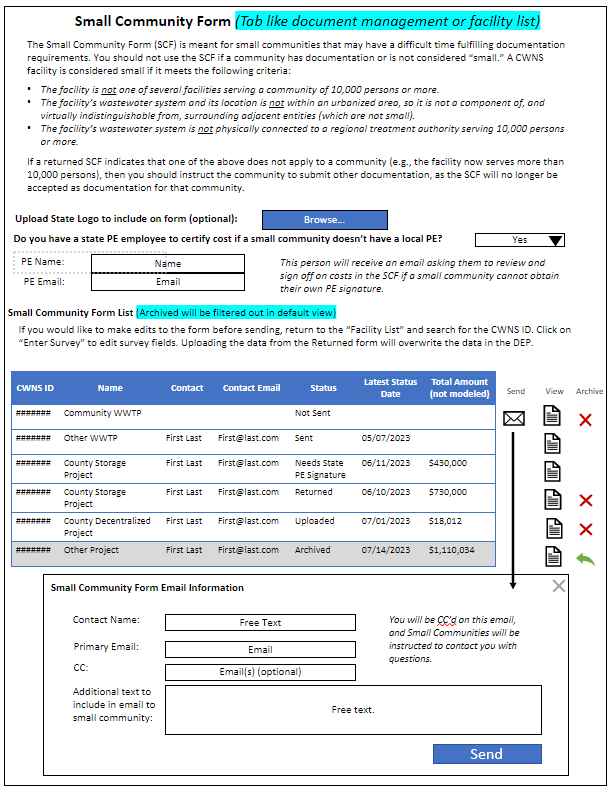 Small Community Form (Tab like document management or facility list)
The Small Community Form (SCF) is meant for small communities that may have a difficult time fulfilling documentation
requirements. You should not use the SCF if a community has documentation or is not considered “small.” A CWNS
facility is considered small if it meets the following criteria:
• The facility is not one of several facilities serving a community of 10,000 persons or more.
• The facility’s wastewater system and its location is not within an urbanized area, so it is not a component of, and
virtually indistinguishable from, surrounding adjacent entities (which are not small).
• The facility’s wastewater system is not physically connected to a regional treatment authority serving 10,000 persons
or more.
If a returned SCF indicates that one of the above does not apply to a community (e.g., the facility now serves more than
10,000 persons), then you should instruct the community to submit other documentation, as the SCF will no longer be
accepted as documentation for that community.
Upload State Logo to include on form (optional): Browse...
Do you have a state PE employee to certify cost if a small community doesn’t have a local PE? Yes
PE Name: Name
PE Email: Email
This person will receive an email asking them to review and
sign off on costs in the SCF if a small community cannot obtain
their own PE signature.
Small Community Form List (Archived will be filtered out in default view)
If you would like to make edits to the form before sending, return to the “Facility List” and search for the CWNS ID. Click on
“Enter Survey” to edit survey fields. Uploading the data from the Returned form will overwrite the data in the DEP.
CWNS ID Name Contact Contact Email Status Latest Status Date Total Amount (not modeled) Send View Archive
####### Community WWTP Not Sent
####### Other WWTP First Last First@last.com Sent 05/07/2023
####### County Storage Project First Last First@last.com Needs State PE Signature 06/11/2023 $430,000
####### County Storage Project First Last First@last.com Returned 06/10/2023 $730,000
####### County Decentralized Project First Last First@last.com Uploaded 07/01/2023 $18,012
####### Other Project First Last First@last.com Archived 07/14/2023 $1,110,034
Small Community Form Email Information
Contact Name: Free Text
Primary Email: Email
CC: Email(s) (optional)
You will be CC’d on this email,
and Small Communities will be
instructed to contact you with
questions.
Additional text to
include in email to
small community:
Free text.
Send